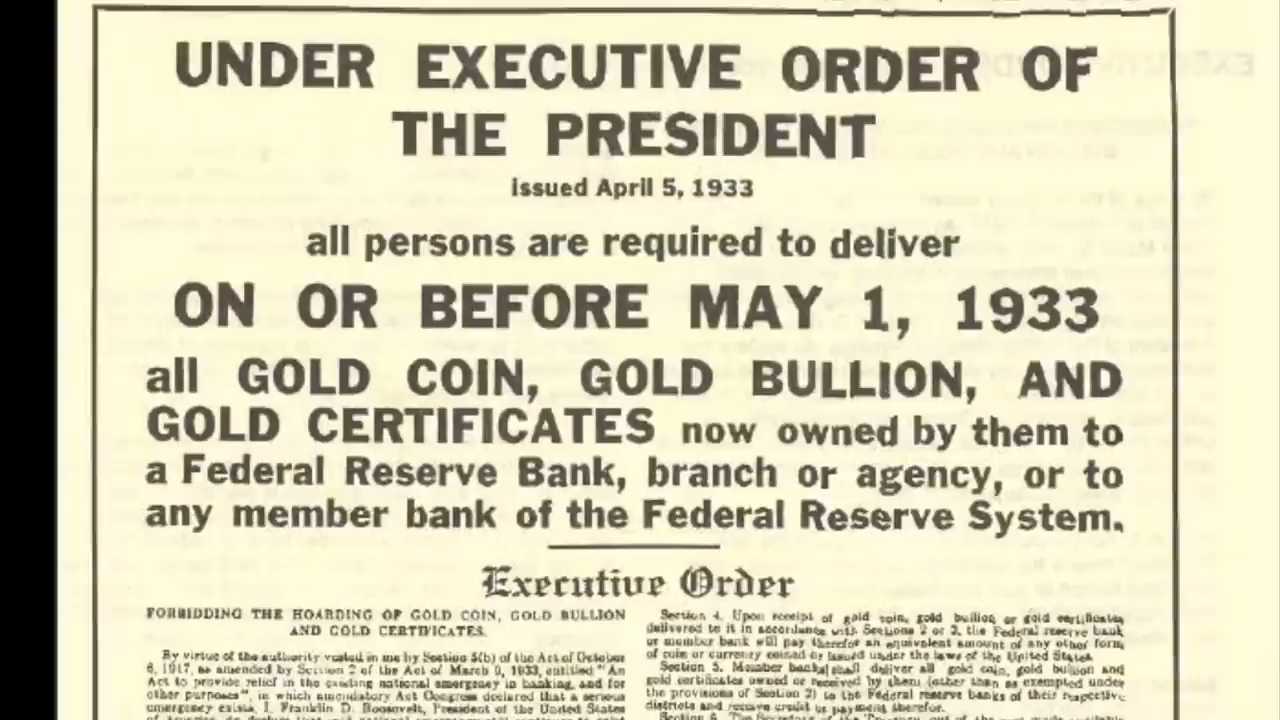 UNDER EXECUTIVE ORDER OF
THE PRESIDENT
issued April 5, 1933
all persons are required to deliver
ON OR BEFORE MAY 1, 1933
all GOLD COIN, GOLD BULLION, AND
GOLD CERTIFICATES now owned by them to
a Federal Reserve Bank, branch or agency, or to
any member bank of the Federal Reserve System.
Executive Order
FORBIDDING THE HOARDING OF GOLD COIN, GOLD BULLION
AND GOLD CERTIFICATES.
By virtue of the authority vested in me by Section 5(b) of the Act of October
6, 1917, as amended by Section 2 of the Act of March 9, 1933, entitled "An
Act to provide relief in the existing national emergency in banking, and for
other purposes", in which amendatory Act Congress declared that a serious
emergency exists, I, Franklin D. Roosevelt, President of the United States
Section 4. Upon receipt of gold coin, gold bullion or gold certificates
delivered to it in accordance with Sections 2 or 3, the Federal reserve bank
or member bank will pay therefor an equivalent amount of any other form
of coin or currency coined or issued under the laws of the United States.
Section 5. Member banks shall deliver all gold coin, gold bullion and
gold certificates owned or received by them (other than as exempted under
the provisions of Section 2) to the Federal reserve banks of their respective
districts and receive credit or payment therefor.